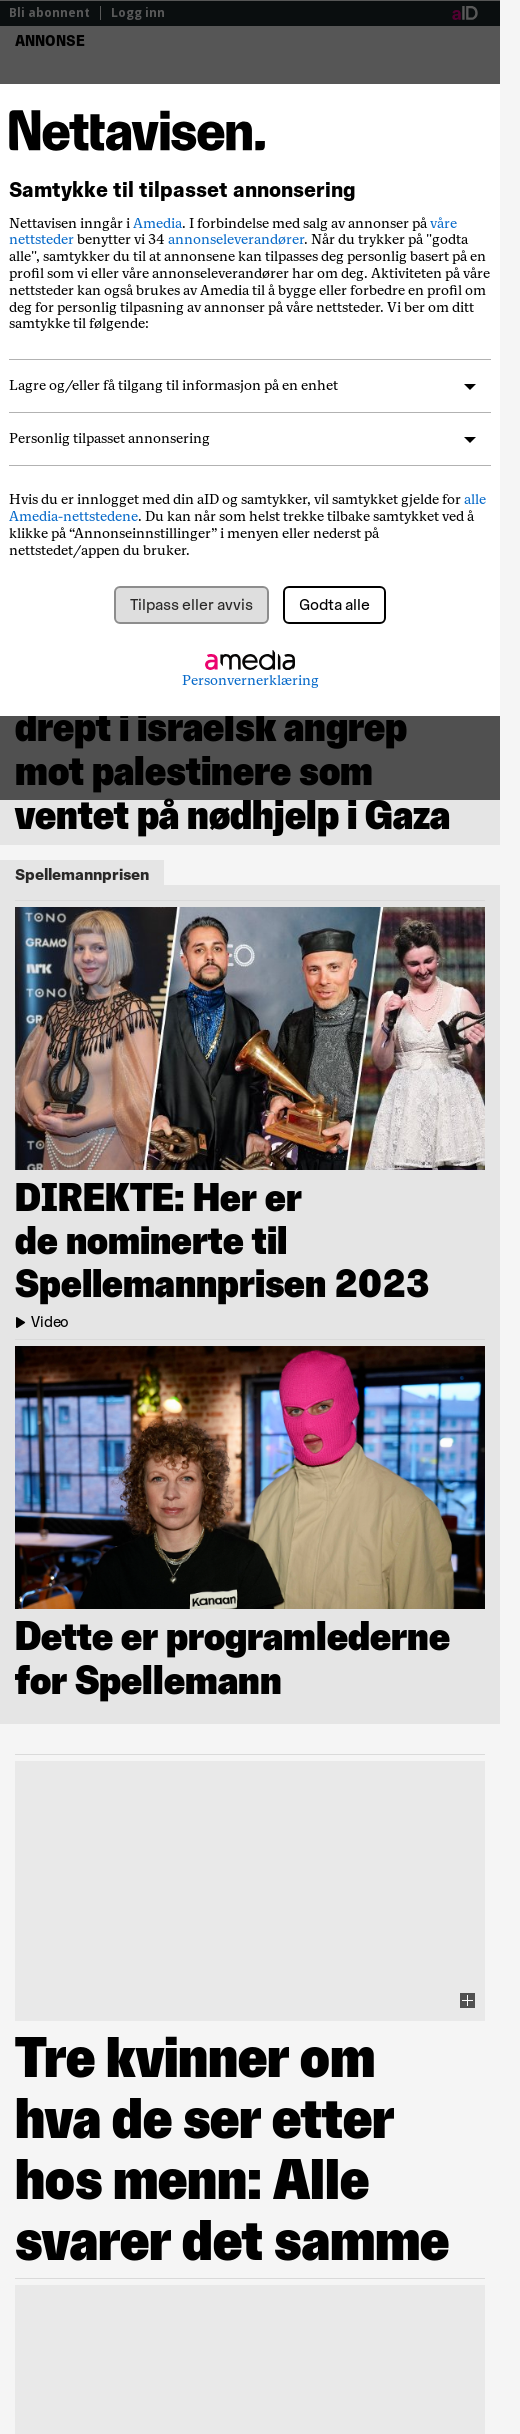 Bli abonnent | Logg inn
aID
ANNONSE
Nettavisen.
Samtykke til tilpasset annonsering
Nettavisen inngår i Amedia. I forbindelse med salg av annonser på våre
nettsteder benytter vi 34 annonseleverandører. Når du trykker på "godta
alle", samtykker du til at annonsene kan tilpasses deg personlig basert på en
profil som vi eller våre annonseleverandører har om deg. Aktiviteten på våre
nettsteder kan også brukes av Amedia til å bygge eller forbedre en profil om
deg for personlig tilpasning av annonser på våre nettsteder. Vi ber om ditt
samtykke til følgende:
Lagre og/eller få tilgang til informasjon på en enhet
Personlig tilpasset annonsering
Hvis du er innlogget med din aID og samtykker, vil samtykket gjelde for alle
Amedia-nettstedene. Du kan når som helst trekke tilbake samtykket ved å
klikke på “Annonseinnstillinger” i menyen eller nederst på
nettstedet/appen du bruker.
Tilpass eller avvis
Godta alle
amedia
Personvernerklæring
drept i israelsk angrep
mot palestinere som
ventet på nødhjelp i Gaza
Spellemannprisen
TONO
GRAMO
NRK
TONO
DIREKTE: Her er
de nominerte til
Spellemannprisen 2023
Video
Kanaan
Dette er programlederne
for Spellemann
Tre kvinner om
hva de ser etter
hos menn: Alle
svarer det samme